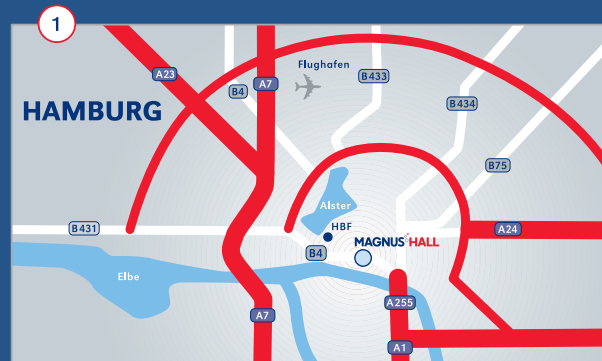 1
Flughafen
A23
B433
A7
B4
B434
HAMBURG
B75
Alster
B431
HBF
A24
MAGNUS HALL
B4
Elbe
A255
A7
A1